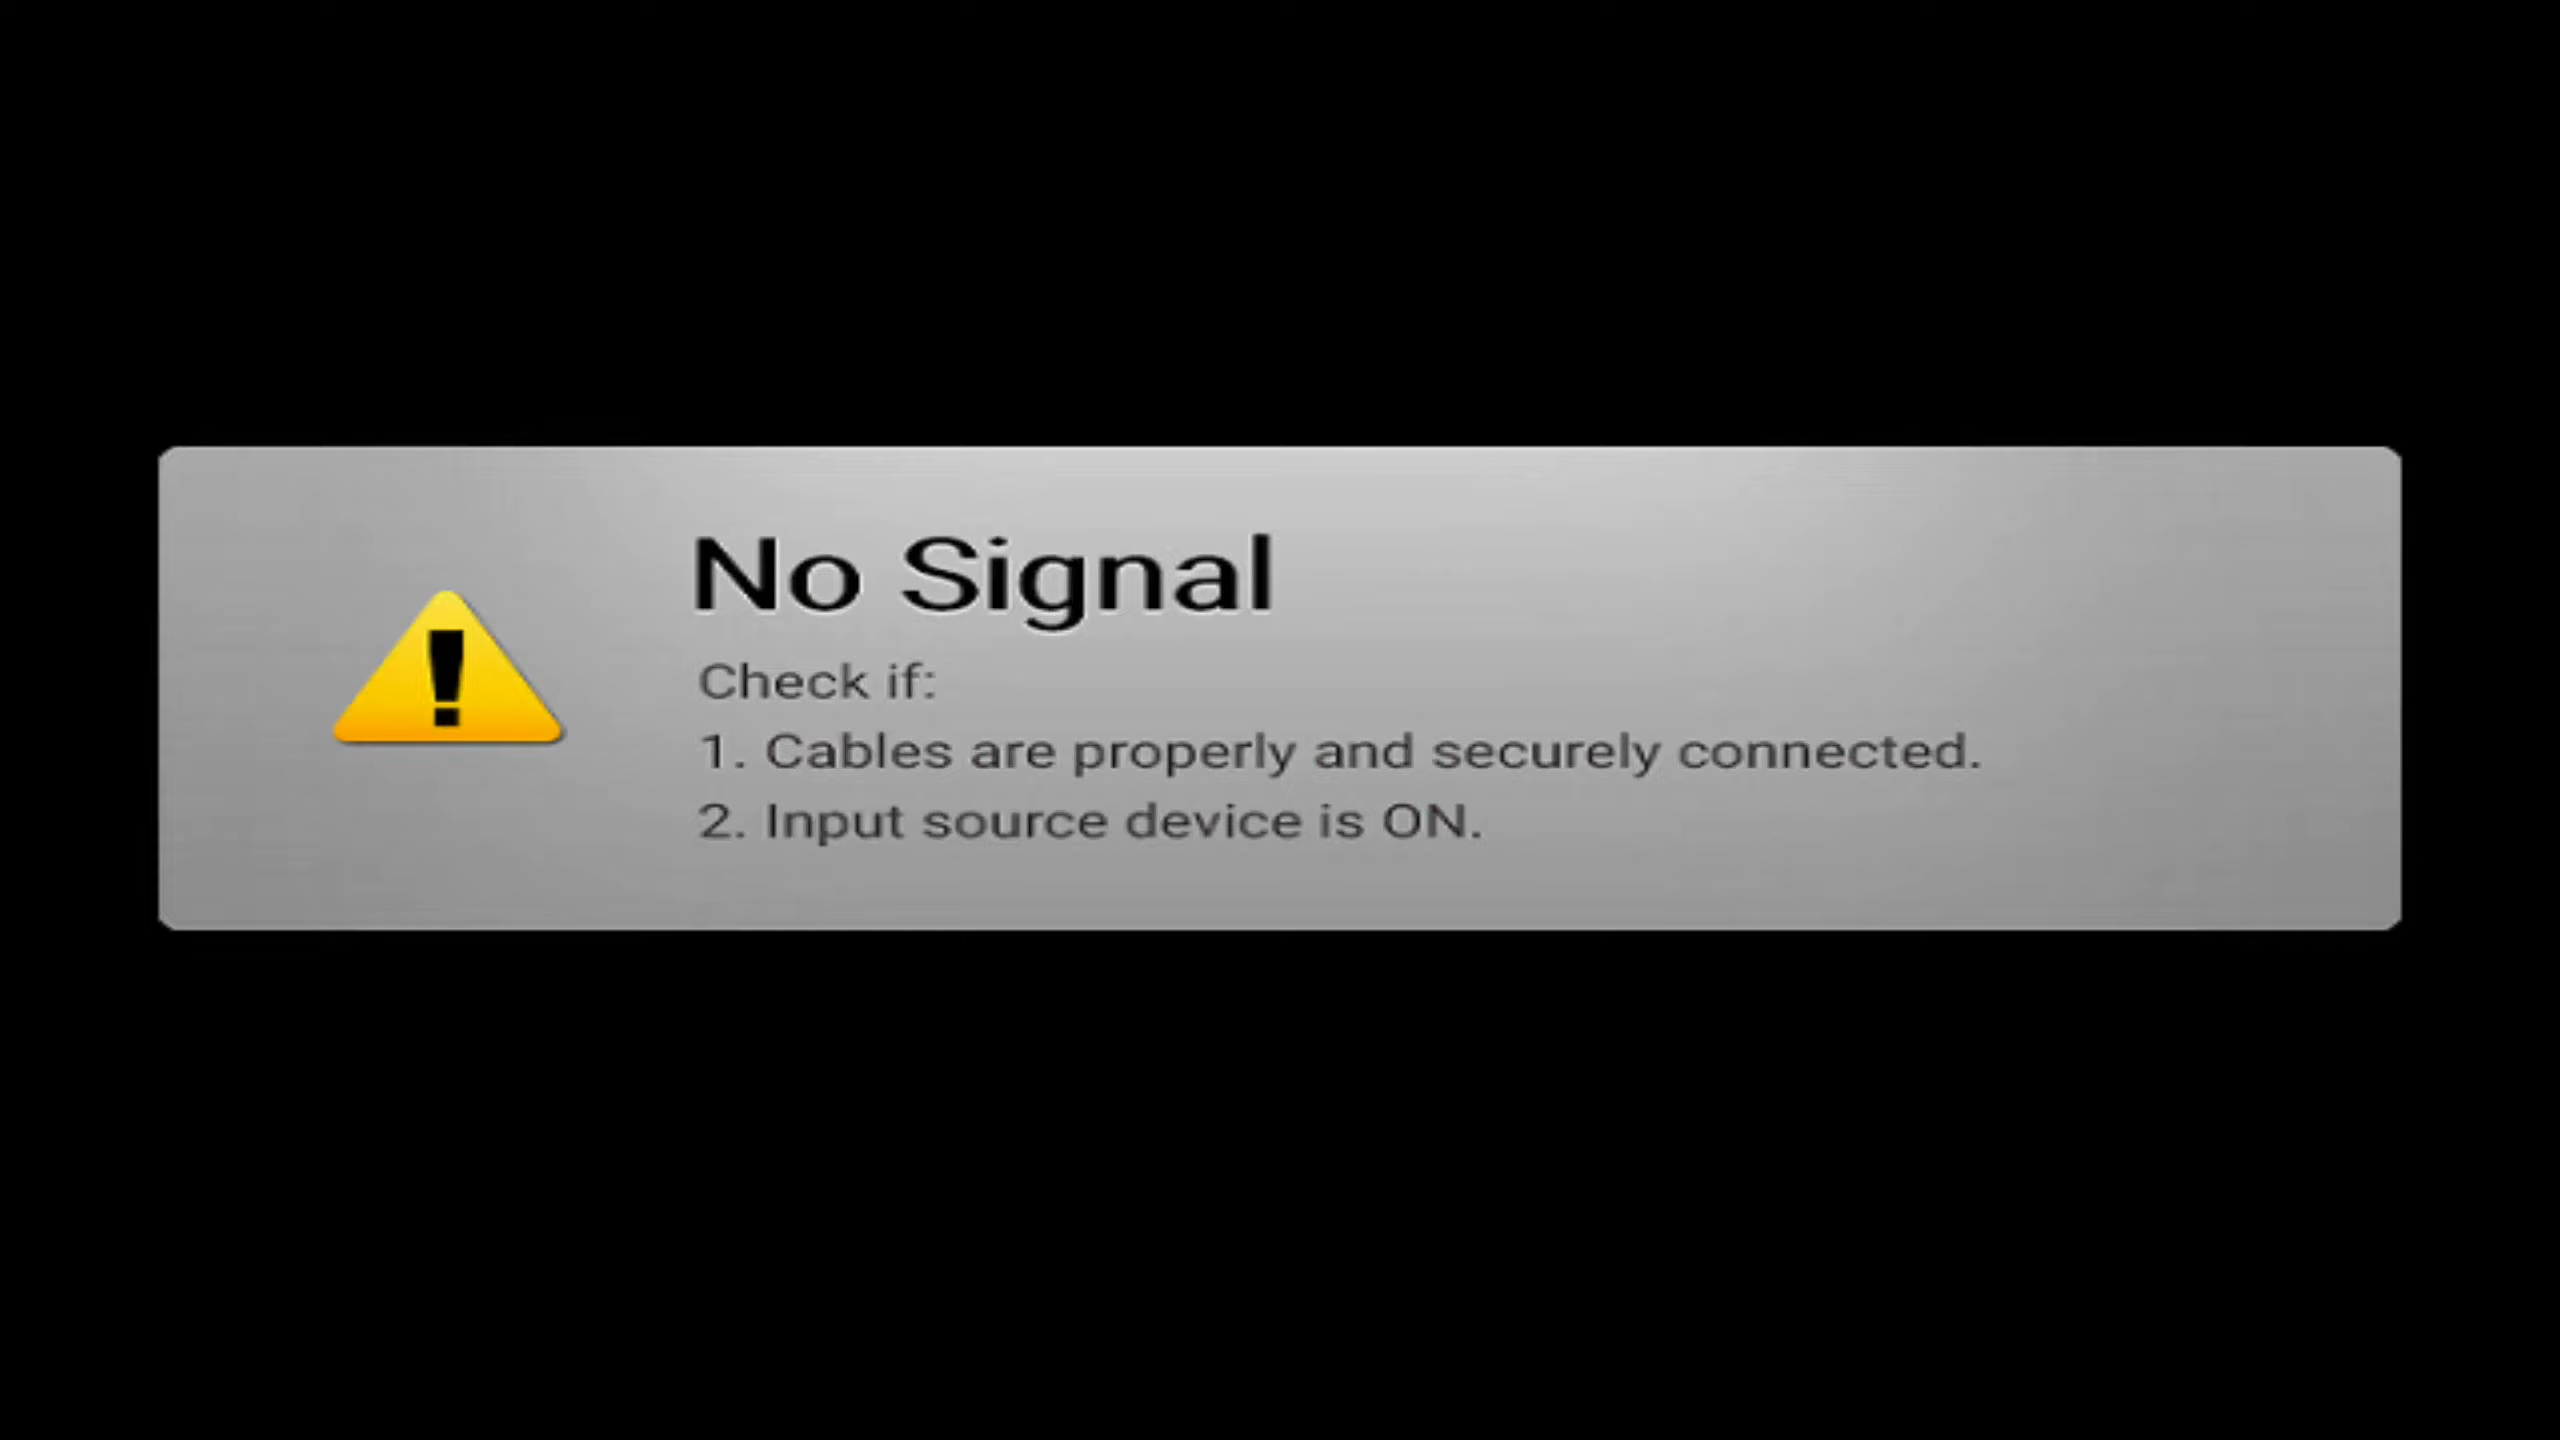 No Signal
Check if:
1. Cables are properly and securely connected.
2. Input source device is ON.